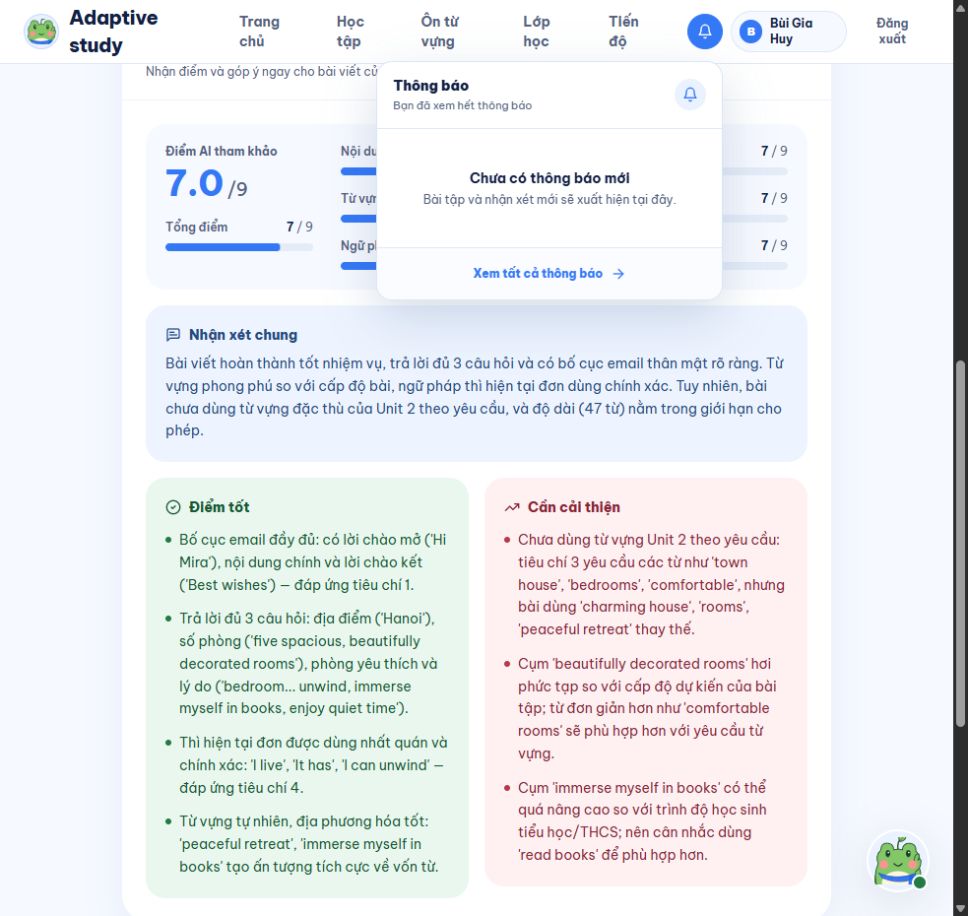 Adaptive study
Trang chủ
Học tập
Ôn từ vựng
Lớp học
Tiến độ
B
Bùi Gia Huy
Đăng xuất
Nhận điểm và góp ý ngay cho bài viết
Thông báo
Bạn đã xem hết thông báo
Chưa có thông báo mới
Bài tập và nhận xét mới sẽ xuất hiện tại đây.
Xem tất cả thông báo
Điểm AI tham khảo
7.0 /9
Tổng điểm 7 / 9
Nội
7 / 9
Từ
7 / 9
Ngữ
7 / 9
Nhận xét chung
Bài viết hoàn thành tốt nhiệm vụ, trả lời đủ 3 câu hỏi và có bố cục email thân mật rõ ràng. Từ
vựng phong phú so với cấp độ bài, ngữ pháp thì hiện tại đơn dùng chính xác. Tuy nhiên, bài
chưa dùng từ vựng đặc thù của Unit 2 theo yêu cầu, và độ dài (47 từ) nằm trong giới hạn cho
phép.
Điểm tốt
Bố cục email đầy đủ: có lời chào mở ('Hi
Mira'), nội dung chính và lời chào kết
('Best wishes') — đáp ứng tiêu chí 1.
Trả lời đủ 3 câu hỏi: địa điểm ('Hanoi'),
số phòng ('five spacious, beautifully
decorated rooms'), phòng yêu thích và
lý do ('bedroom... unwind, immerse
myself in books, enjoy quiet time').
Thì hiện tại đơn được dùng nhất quán và
chính xác: 'I live', 'It has', 'I can unwind' —
đáp ứng tiêu chí 4.
Từ vựng tự nhiên, địa phương hóa tốt:
'peaceful retreat', 'immerse myself in
books' tạo ấn tượng tích cực về vốn từ.
Cần cải thiện
Chưa dùng từ vựng Unit 2 theo yêu cầu:
tiêu chí 3 yêu cầu các từ như 'town
house', 'bedrooms', 'comfortable', nhưng
bài dùng 'charming house', 'rooms',
'peaceful retreat' thay thế.
Cụm 'beautifully decorated rooms' hơi
phức tạp so với cấp độ dự kiến của bài
tập; từ đơn giản hơn như 'comfortable
rooms' sẽ phù hợp hơn với yêu cầu từ
vựng.
Cụm 'immerse myself in books' có thể
quá nâng cao so với trình độ học sinh
tiểu học/THCS; nên cân nhắc dùng
'read books' để phù hợp hơn.